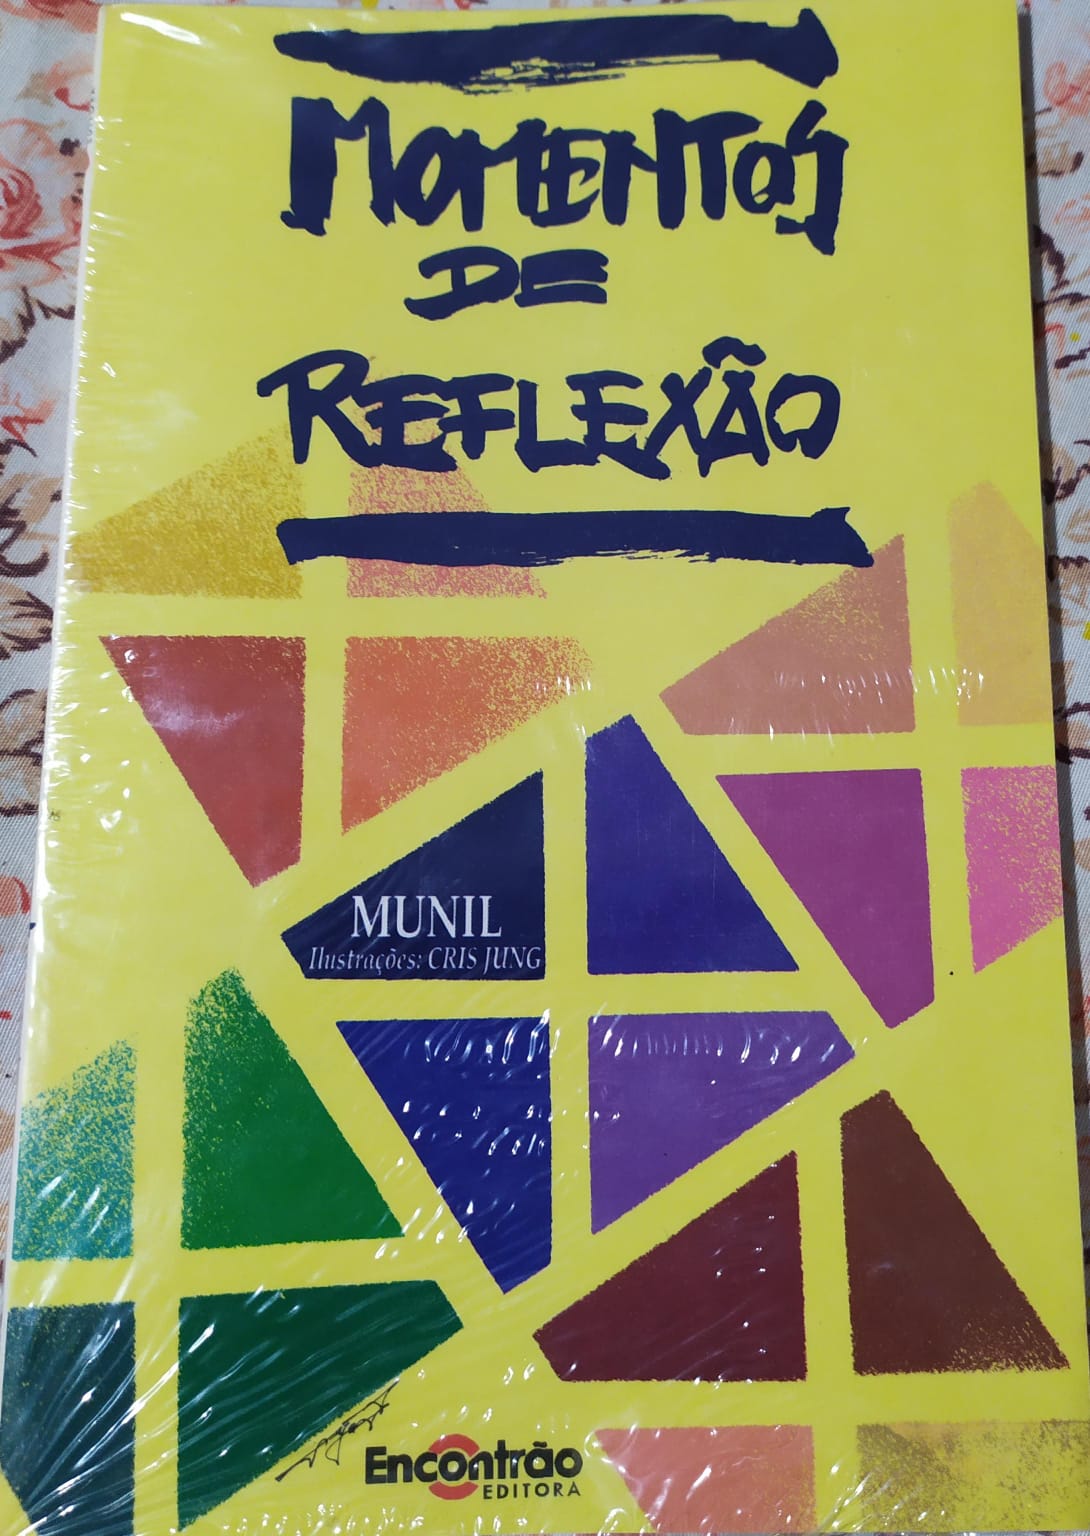 MOMENTOS
DE
REFLEXÃO
MUNIL
Ilustrações: CRIS JUNG
Encontrão
EDITORA